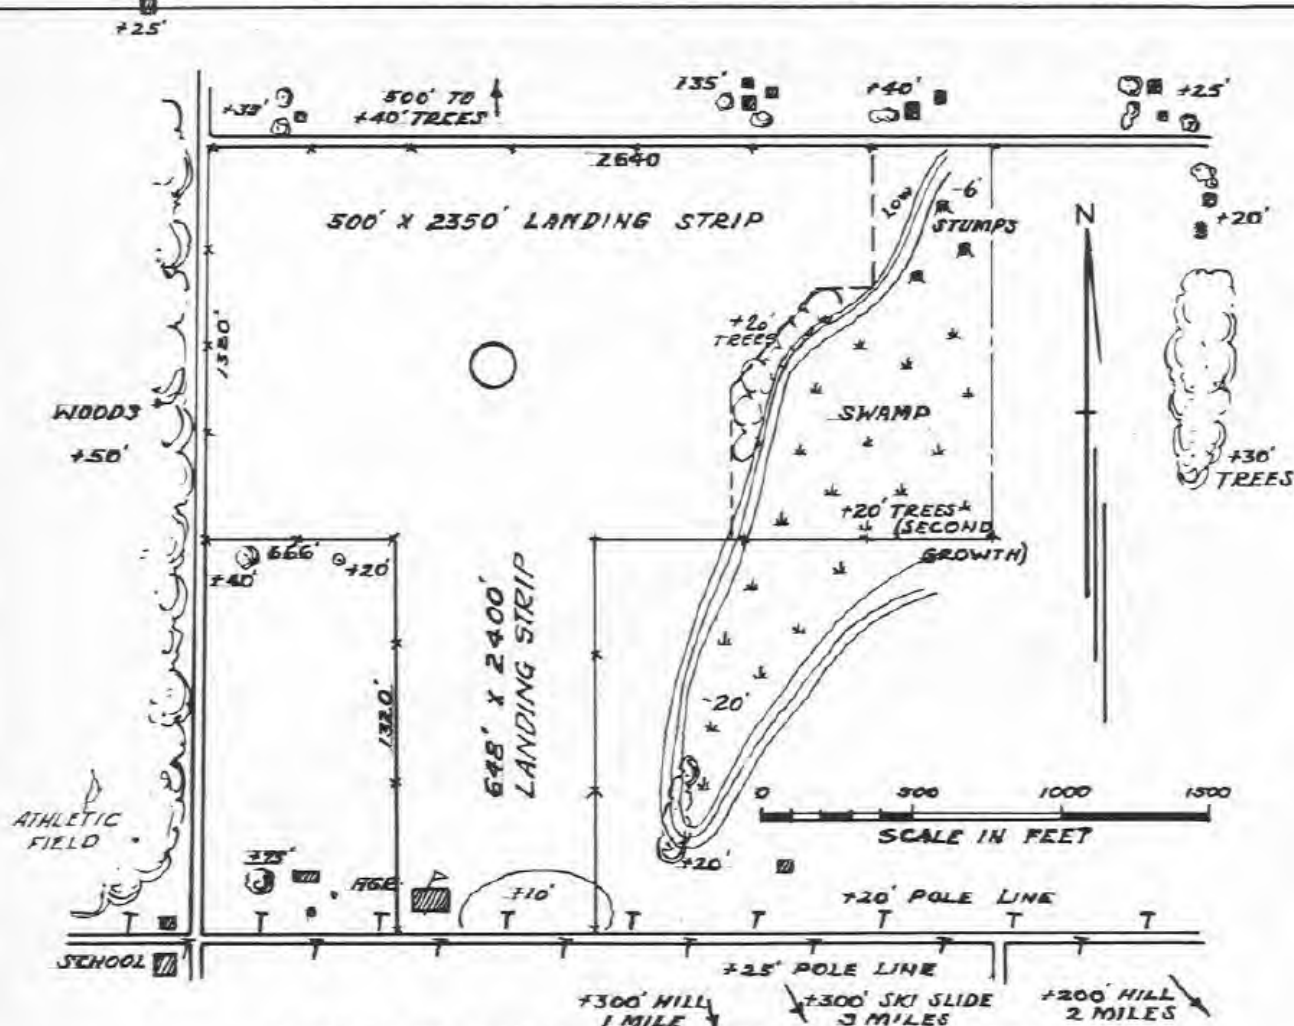 +25'
+35'
500' TO
+40' TREES
+35'
+40'
+25'
2640
500' X 2350' LANDING STRIP
LOW
-6'
STUMPS
N
+20'
+20'
TREES
1320'
WOODS
+50'
SWAMP
+30'
TREES
+20' TREES
(SECOND
GROWTH)
666'
+40'
+20'
648' X 2400'
LANDING STRIP
1320'
-20'
ATHLETIC
FIELD
0 500 1000 1500
SCALE IN FEET
+75'
+10'
+20'
+20' POLE LINE
T T T T T T T T T
T T T T T T T T
SCHOOL
+25' POLE LINE
+300' HILL
1 MILE
+300' SKI SLIDE
3 MILES
+200' HILL
2 MILES